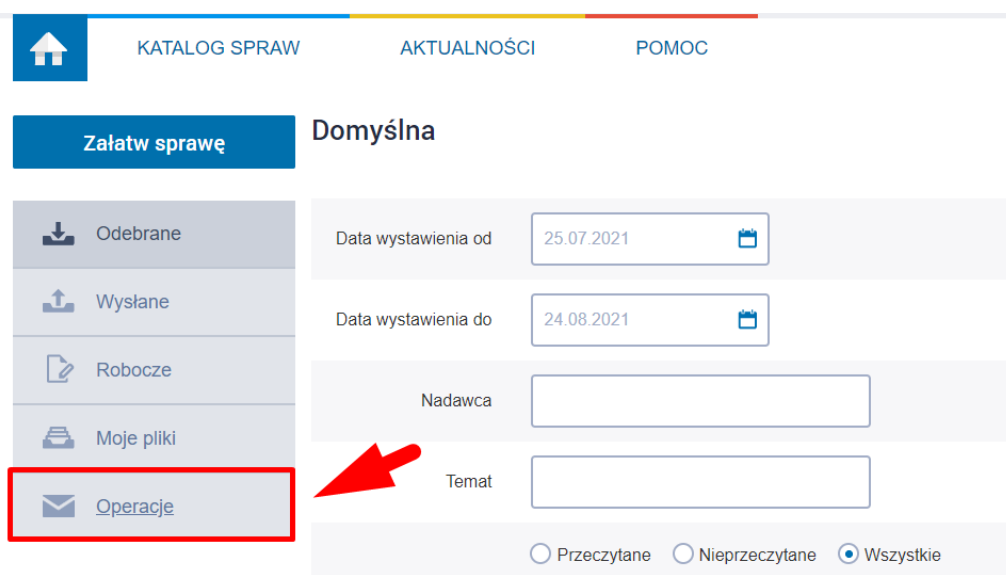 KATALOG SPRAW AKTUALNOŚCI POMOC
Załatw sprawę
Domyślna
Odebrane
Wysłane
Robocze
Moje pliki
Operacje
Data wystawienia od 25.07.2021
Data wystawienia do 24.08.2021
Nadawca
Temat
Przeczytane Nieprzeczytane Wszystkie